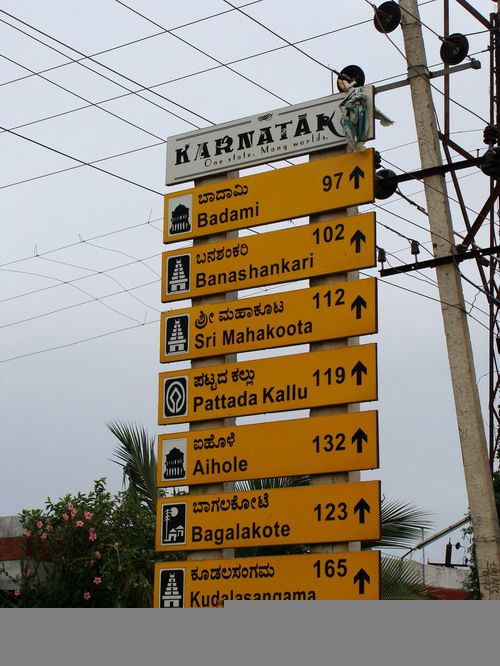 KARNATAK
One state. Many worlds.
ಬಾದಾಮಿ 97
Badami
ಬನಶಂಕರಿ 102
Banashankari
ಶ್ರೀ ಮಹಾಕೂಟ 112
Sri Mahakoota
ಪಟ್ಟದ ಕಲ್ಲು 119
Pattada Kallu
ಐಹೊಳೆ 132
Aihole
ಬಾಗಲಕೋಟೆ 123
Bagalakote
ಕೂಡಲಸಂಗಮ 165
Kudalasangama